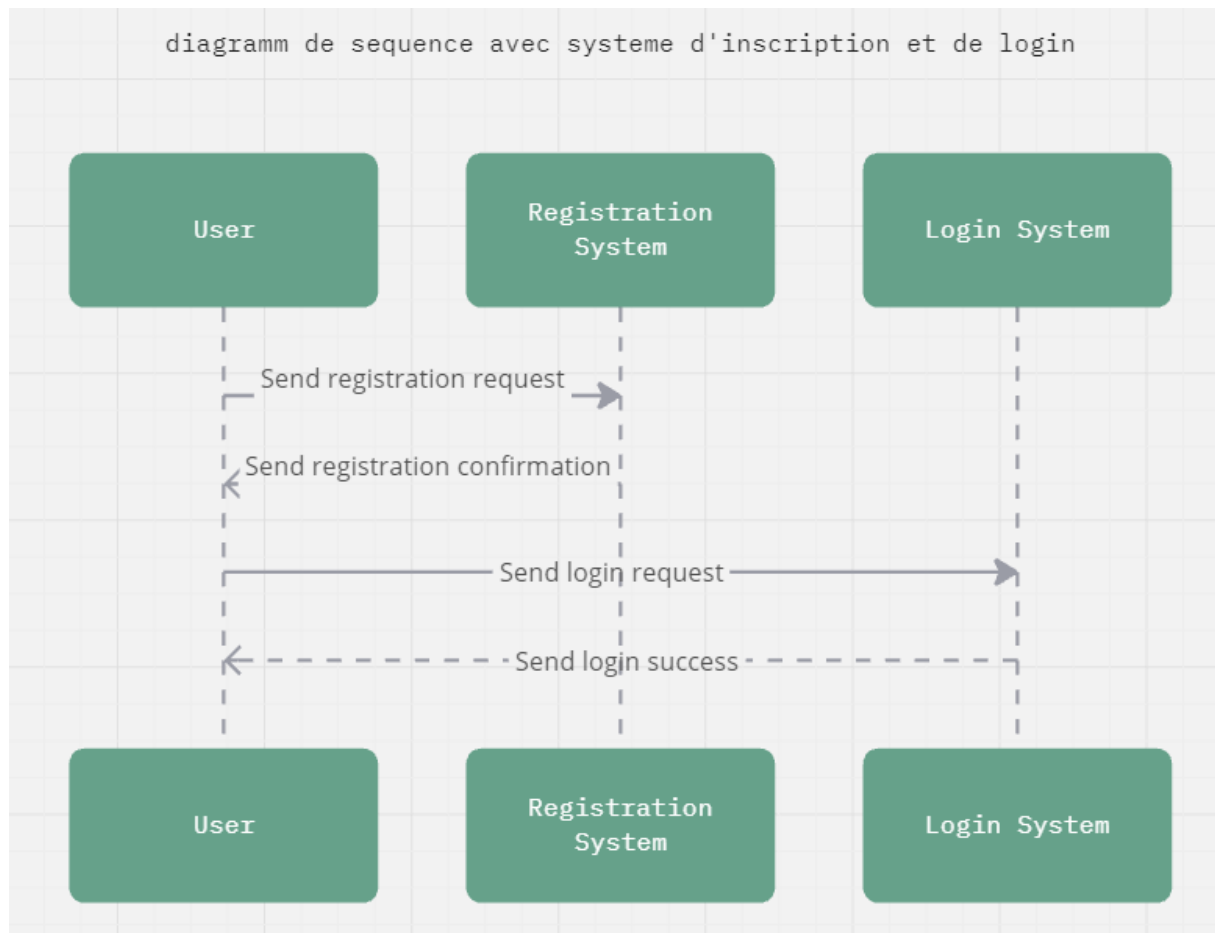 diagramm de sequence avec systeme d'inscription et de login
User
Registration
System
Login System
Send registration request
Send registration confirmation
Send login request
Send login success
User
Registration
System
Login System